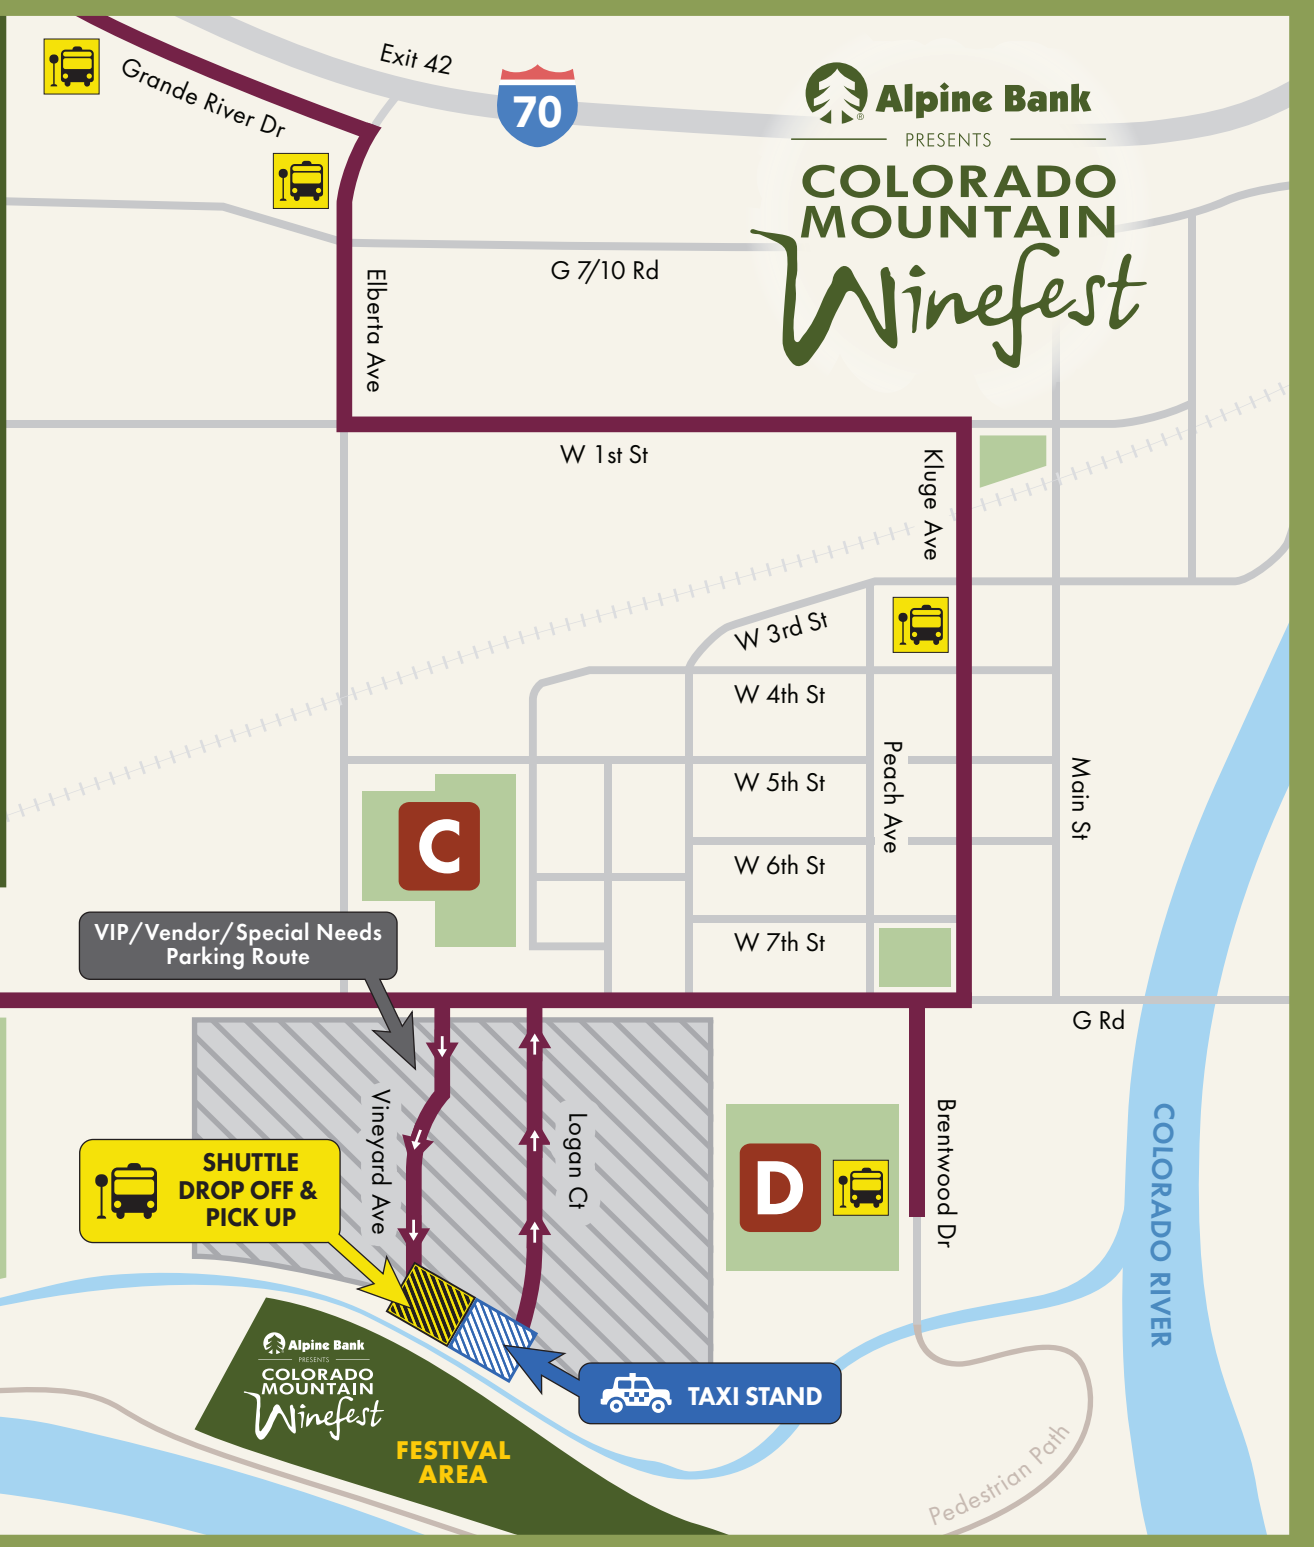 Exit 42
70
Grande River Dr
Alpine Bank
®
PRESENTS
COLORADO
MOUNTAIN
Winefest
G 7/10 Rd
Elberta Ave
W 1st St
Kluge Ave
W 3rd St
W 4th St
W 5th St
W 6th St
W 7th St
Peach Ave
Main St
C
VIP/Vendor/Special Needs
Parking Route
G Rd
Vineyard Ave
Logan Ct
Brentwood Dr
COLORADO RIVER
SHUTTLE
DROP OFF &
PICK UP
D
Alpine Bank
PRESENTS
COLORADO
MOUNTAIN
Winefest
FESTIVAL
AREA
TAXI STAND
Pedestrian Path